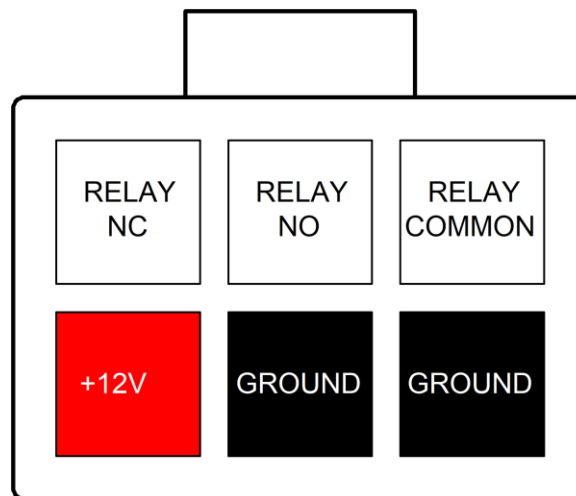 RELAY
NC
RELAY
NO
RELAY
COMMON
+12V
GROUND
GROUND